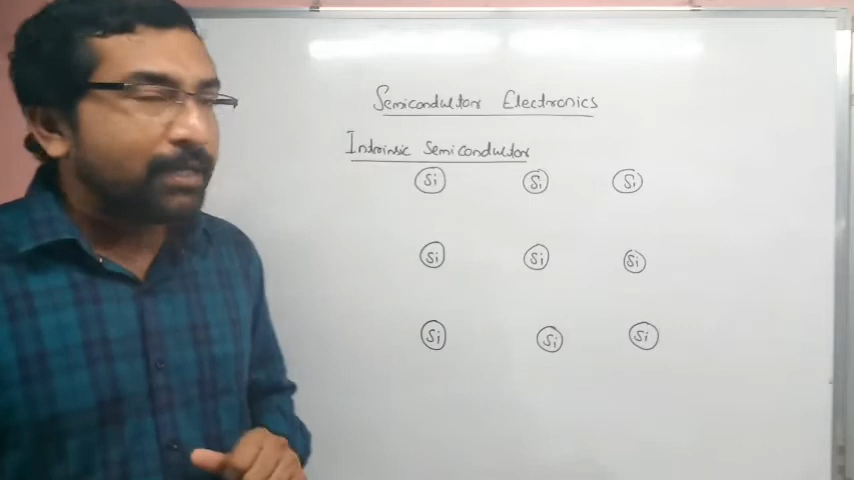 Semiconductor Electronics
Intrinsic Semiconductor
Si Si Si
Si Si Si
Si Si Si